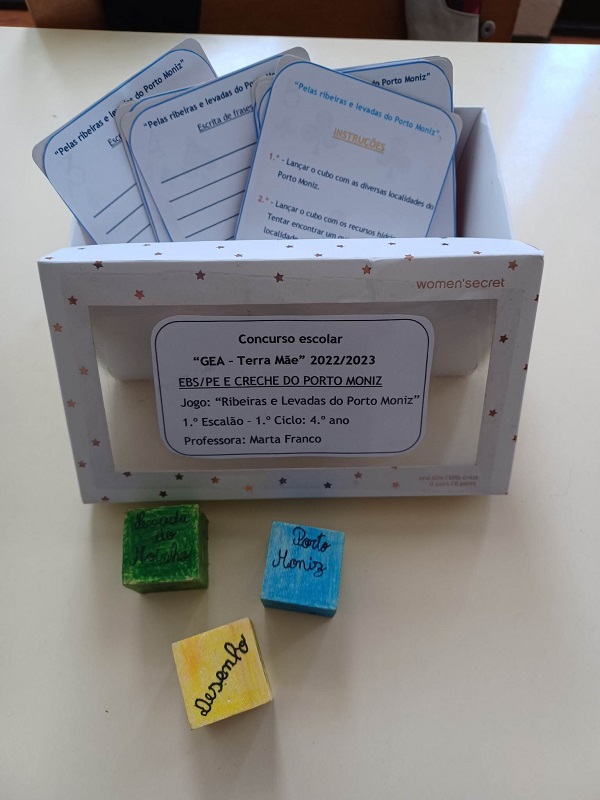 "Pelas ribeiras e levadas do Porto Moniz"
"Pelas ribeiras e levadas do Porto
Escrita de frases
do Porto Moniz"
"Pelas ribeiras e levadas do Porto Moniz",
INSTRUÇÕES
1.º - Lançar o cubo com as diversas localidades do
Porto Moniz.
2.º - Lançar o cubo com os recursos
Tentar encontrar um
women'secret
Concurso escolar
"GEA – Terra Mãe" 2022/2023
EBS/PE E CRECHE DO PORTO MONIZ
Jogo: "Ribeiras e Levadas do Porto Moniz"
1.º Escalão – 1.º Ciclo: 4.º ano
Professora: Marta Franco
Levada
do
Moinho
Porto
Moniz
Desenho